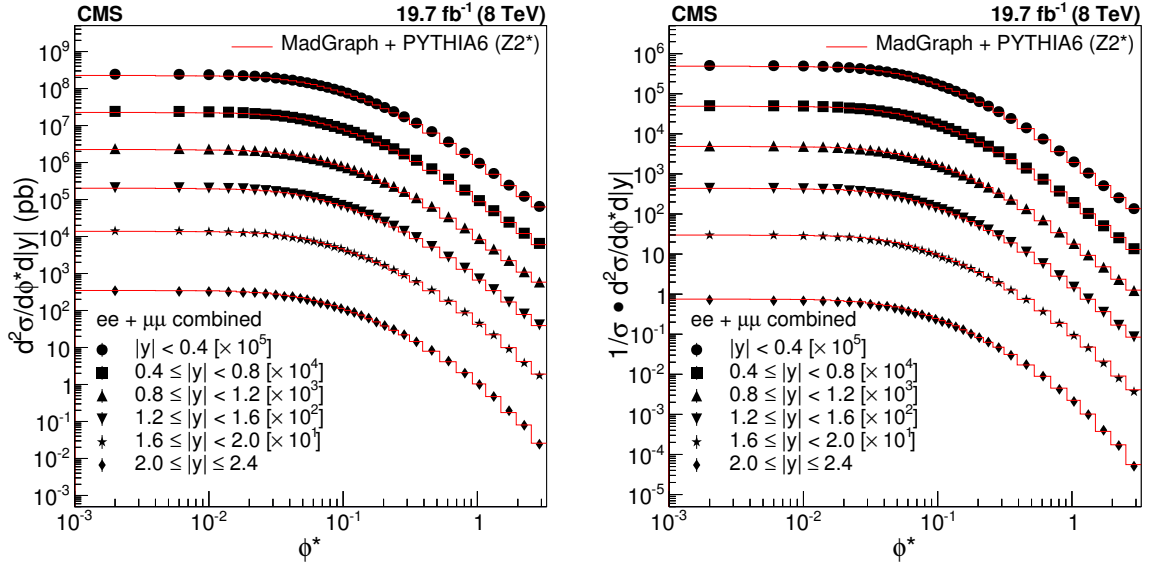 CMS 19.7 fb⁻¹ (8 TeV)
MadGraph + PYTHIA6 (Z2*)
10⁹
10⁸
10⁷
10⁶
10⁵
10⁴
10³
10²
10
1
10⁻¹
10⁻²
10⁻³
d²σ/dϕ*d|y| (pb)
ee + μμ combined
|y| < 0.4 [× 10⁵]
0.4 ≤ |y| < 0.8 [× 10⁴]
0.8 ≤ |y| < 1.2 [× 10³]
1.2 ≤ |y| < 1.6 [× 10²]
1.6 ≤ |y| < 2.0 [× 10¹]
2.0 ≤ |y| ≤ 2.4
10⁻³ 10⁻² 10⁻¹ 1
ϕ*
CMS 19.7 fb⁻¹ (8 TeV)
MadGraph + PYTHIA6 (Z2*)
10⁶
10⁵
10⁴
10³
10²
10
1
10⁻¹
10⁻²
10⁻³
10⁻⁴
10⁻⁵
1/σ • d²σ/dϕ*d|y|
ee + μμ combined
|y| < 0.4 [× 10⁵]
0.4 ≤ |y| < 0.8 [× 10⁴]
0.8 ≤ |y| < 1.2 [× 10³]
1.2 ≤ |y| < 1.6 [× 10²]
1.6 ≤ |y| < 2.0 [× 10¹]
2.0 ≤ |y| ≤ 2.4
10⁻³ 10⁻² 10⁻¹ 1
ϕ*